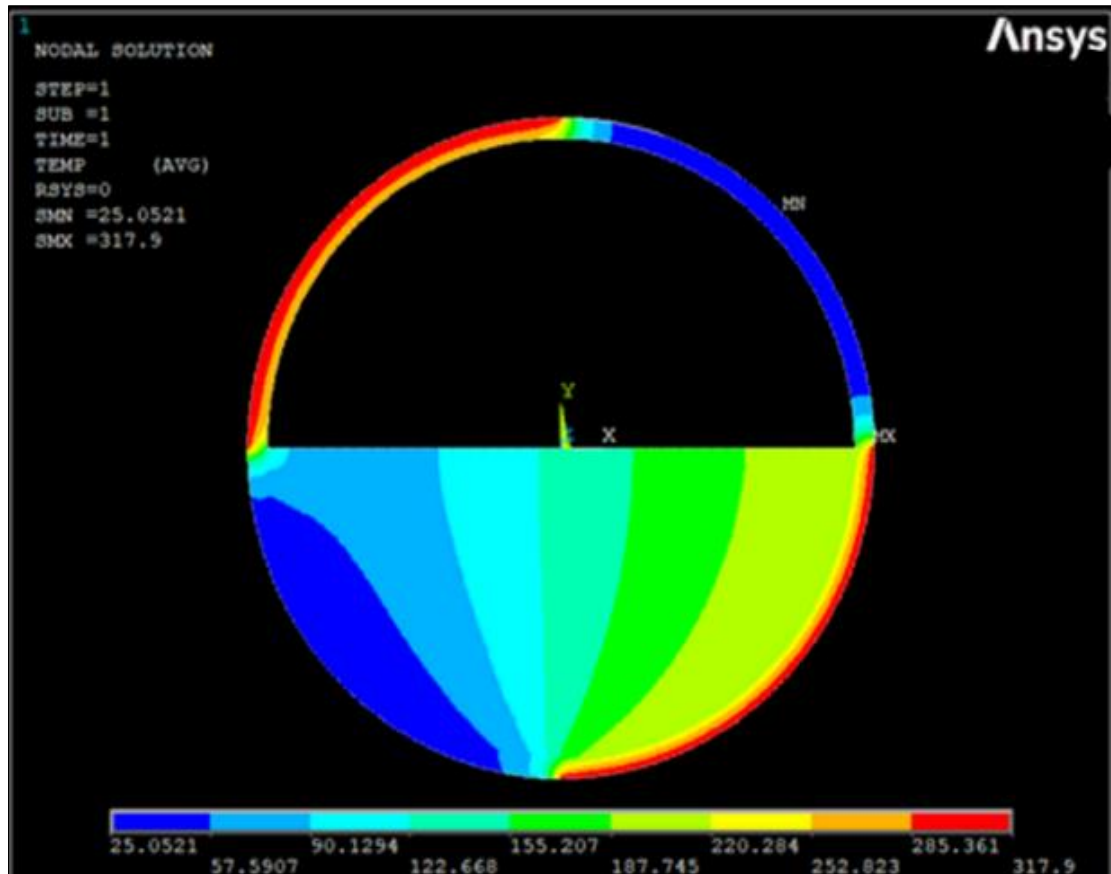 1
Ansys
NODAL SOLUTION
STEP=1
SUB =1
TIME=1
TEMP (AVG)
RSYS=0
SMN =25.0521
SMX =317.9
MN
Y
X
MX
25.0521 90.1294 155.207 220.284 285.361
57.5907 122.668 187.745 252.823 317.9